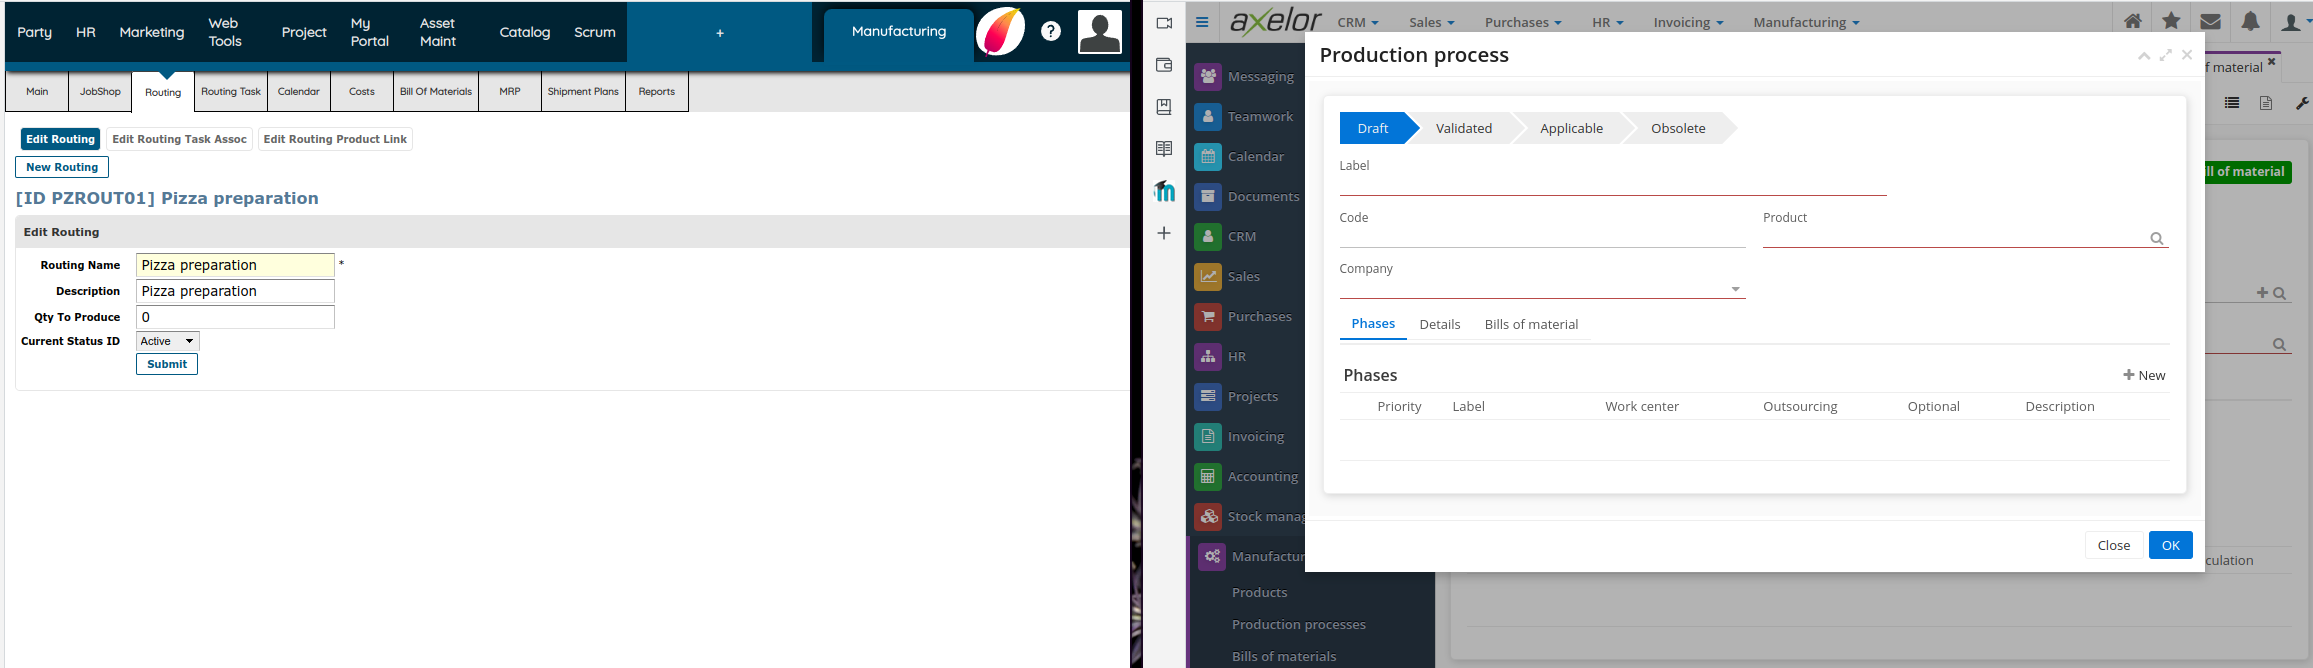 Party HR Marketing Web Tools Project My Portal Asset Maint Catalog Scrum + Manufacturing ?
Main JobShop Routing Routing Task Calendar Costs Bill Of Materials MRP Shipment Plans Reports
Edit Routing Edit Routing Task Assoc Edit Routing Product Link
New Routing
[ID PZROUT01] Pizza preparation
Edit Routing
Routing Name Pizza preparation *
Description Pizza preparation
Qty To Produce 0
Current Status ID Active
Submit
axelor CRM Sales Purchases HR Invoicing Manufacturing
Messaging
Teamwork
Calendar
Documents
CRM
Sales
Purchases
HR
Projects
Invoicing
Accounting
Stock manag
Manufactur
Products
Production processes
Bills of materials
Production process
Draft Validated Applicable Obsolete
Label
Code Product
Company
Phases Details Bills of material
Phases + New
Priority Label Work center Outsourcing Optional Description
Close OK
f material
ll of material
culation